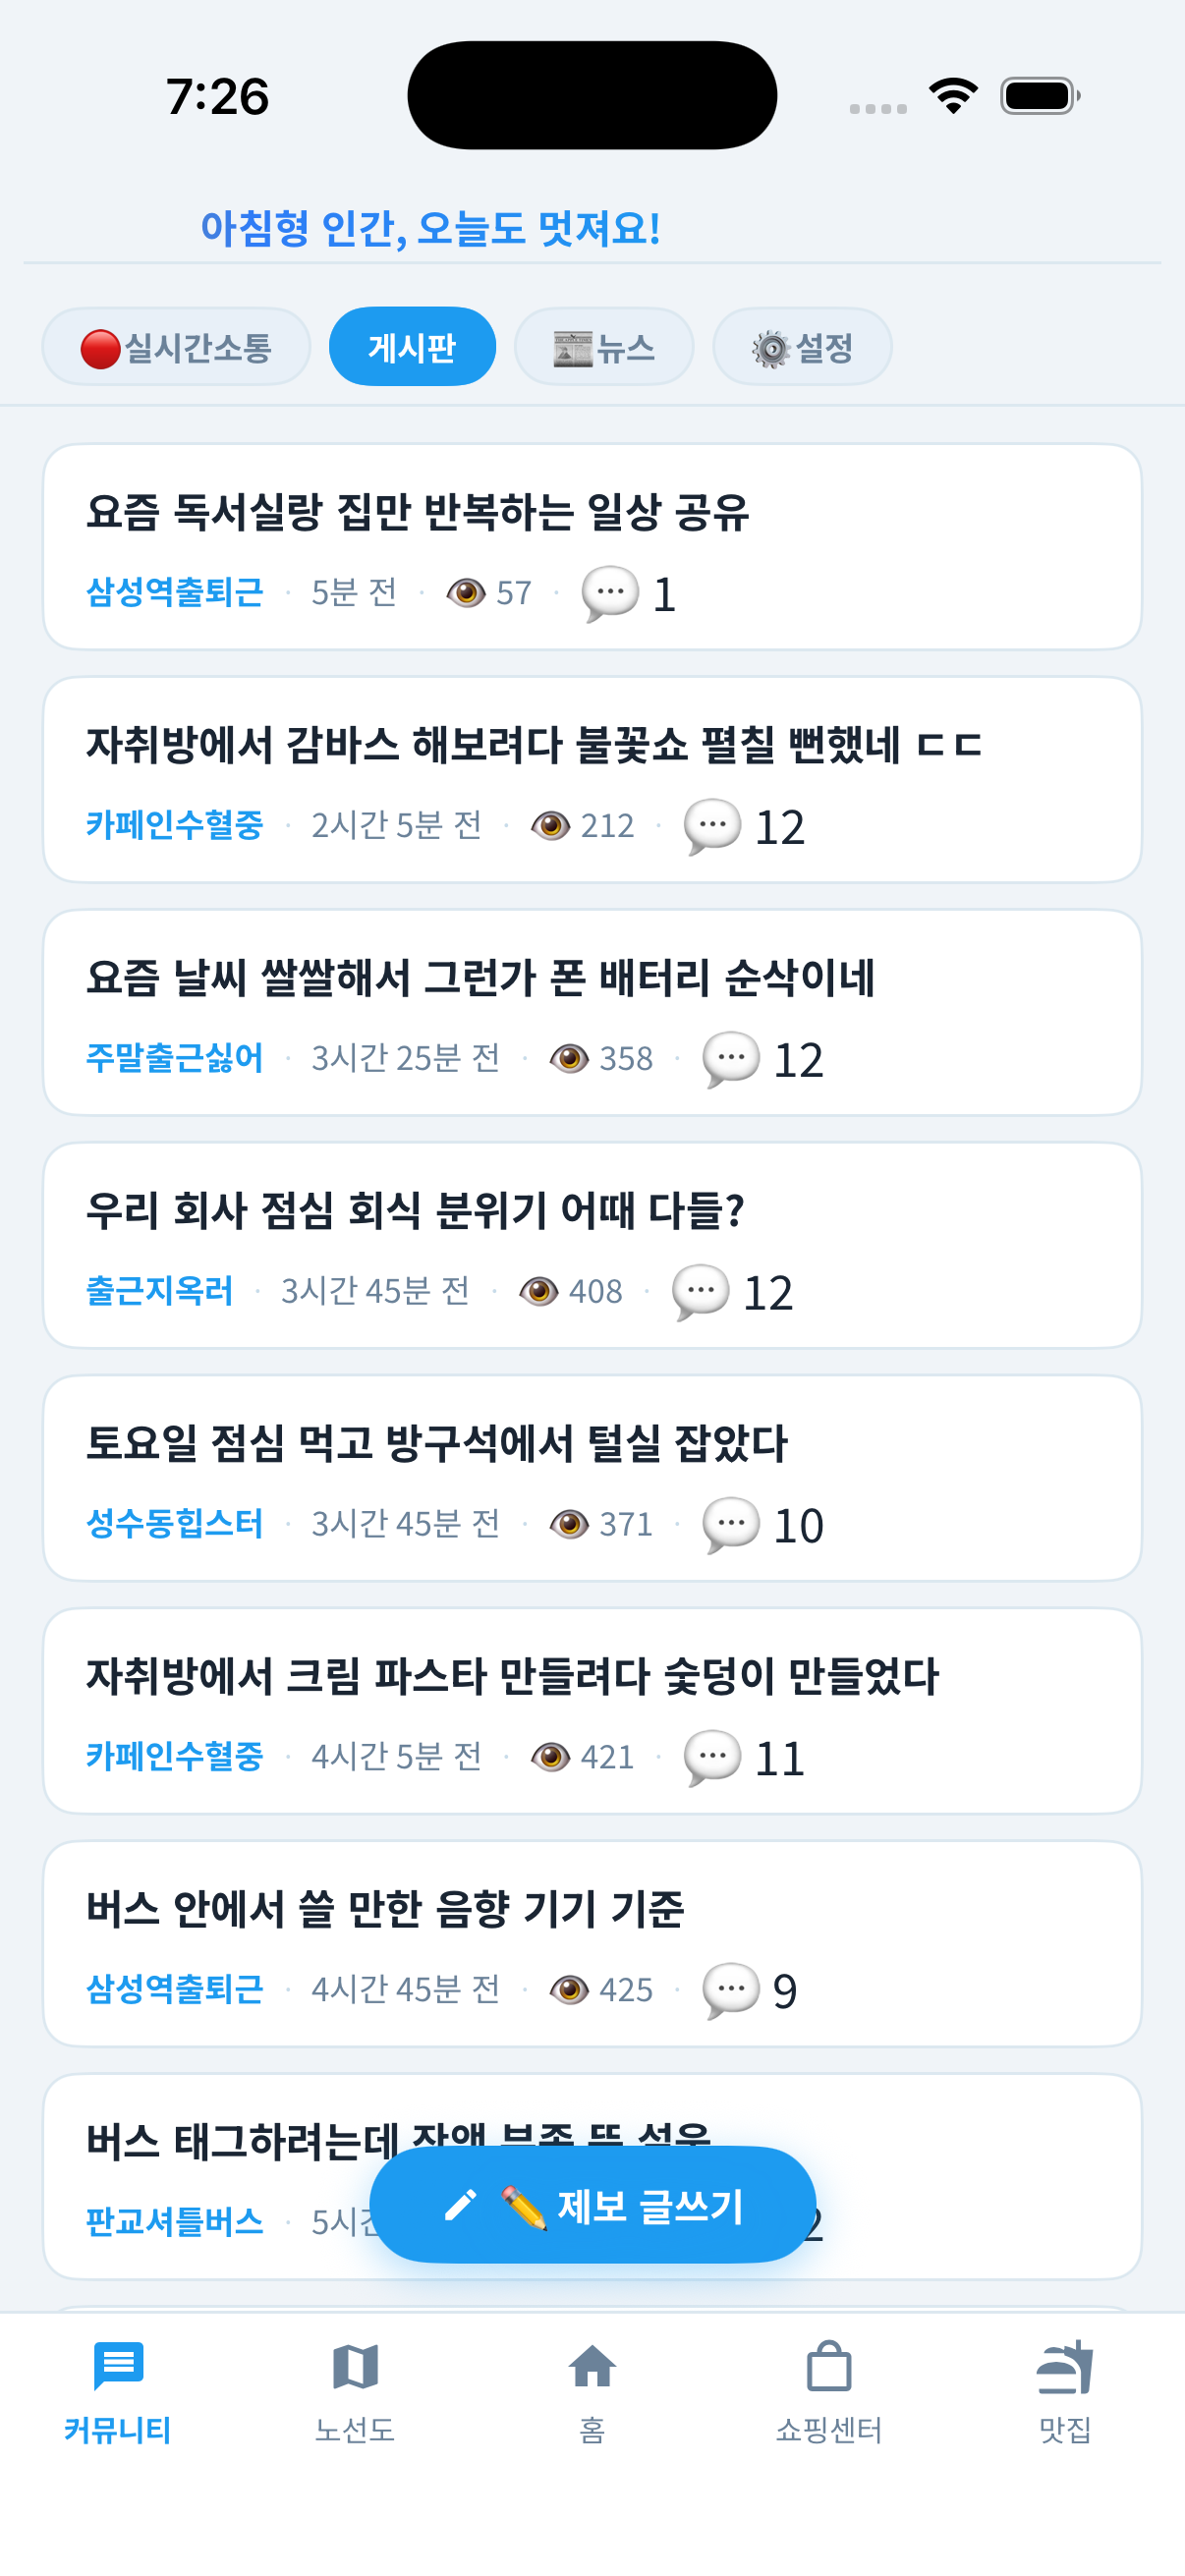 7:26
아침형 인간, 오늘도 멋져요!
실시간소통 게시판 뉴스 설정
요즘 독서실랑 집만 반복하는 일상 공유
삼성역출퇴근 · 5분 전 · 57 · 1
자취방에서 감바스 해보려다 불꽃쇼 펼칠 뻔했네 ㄷㄷ
카페인수혈중 · 2시간 5분 전 · 212 · 12
요즘 날씨 쌀쌀해서 그런가 폰 배터리 순삭이네
주말출근싫어 · 3시간 25분 전 · 358 · 12
우리 회사 점심 회식 분위기 어때 다들?
출근지옥러 · 3시간 45분 전 · 408 · 12
토요일 점심 먹고 방구석에서 털실 잡았다
성수동힙스터 · 3시간 45분 전 · 371 · 10
자취방에서 크림 파스타 만들려다 숯덩이 만들었다
카페인수혈중 · 4시간 5분 전 · 421 · 11
버스 안에서 쓸 만한 음향 기기 기준
삼성역출퇴근 · 4시간 45분 전 · 425 · 9
버스 태그하려는데 잔액 부족 뜸
판교셔틀버스 · 5시간
✏️ 제보 글쓰기
커뮤니티 노선도 홈 쇼핑센터 맛집